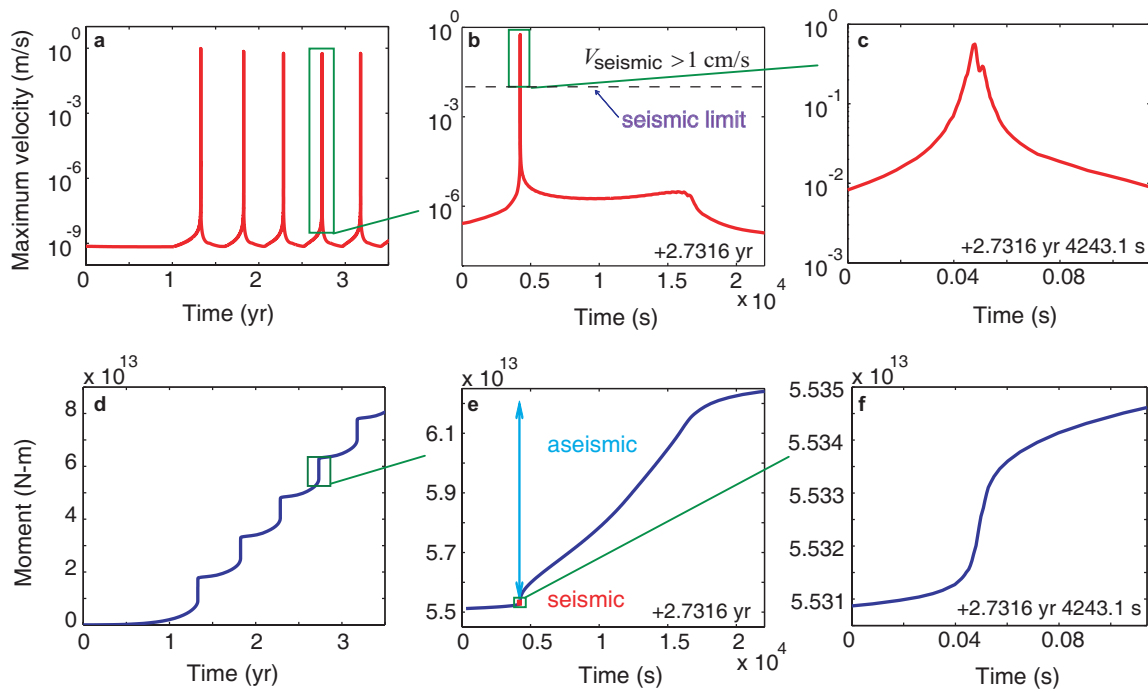 a
Maximum velocity (m/s)
10^0
10^-3
10^-6
10^-9
0 1 2 3
Time (yr)
b
10^0
10^-3
10^-6
V_seismic > 1 cm/s
seismic limit
+2.7316 yr
0 0.5 1 1.5 2
x 10^4
Time (s)
c
10^0
10^-1
10^-2
10^-3
+2.7316 yr 4243.1 s
0 0.04 0.08
Time (s)
x 10^13
d
Moment (N-m)
8
6
4
2
0
0 1 2 3
Time (yr)
x 10^13
e
6.1
5.9
5.7
5.5
aseismic
seismic
+2.7316 yr
0 0.5 1 1.5 2
x 10^4
Time (s)
x 10^13
f
5.535
5.534
5.533
5.532
5.531
+2.7316 yr 4243.1 s
0 0.04 0.08
Time (s)